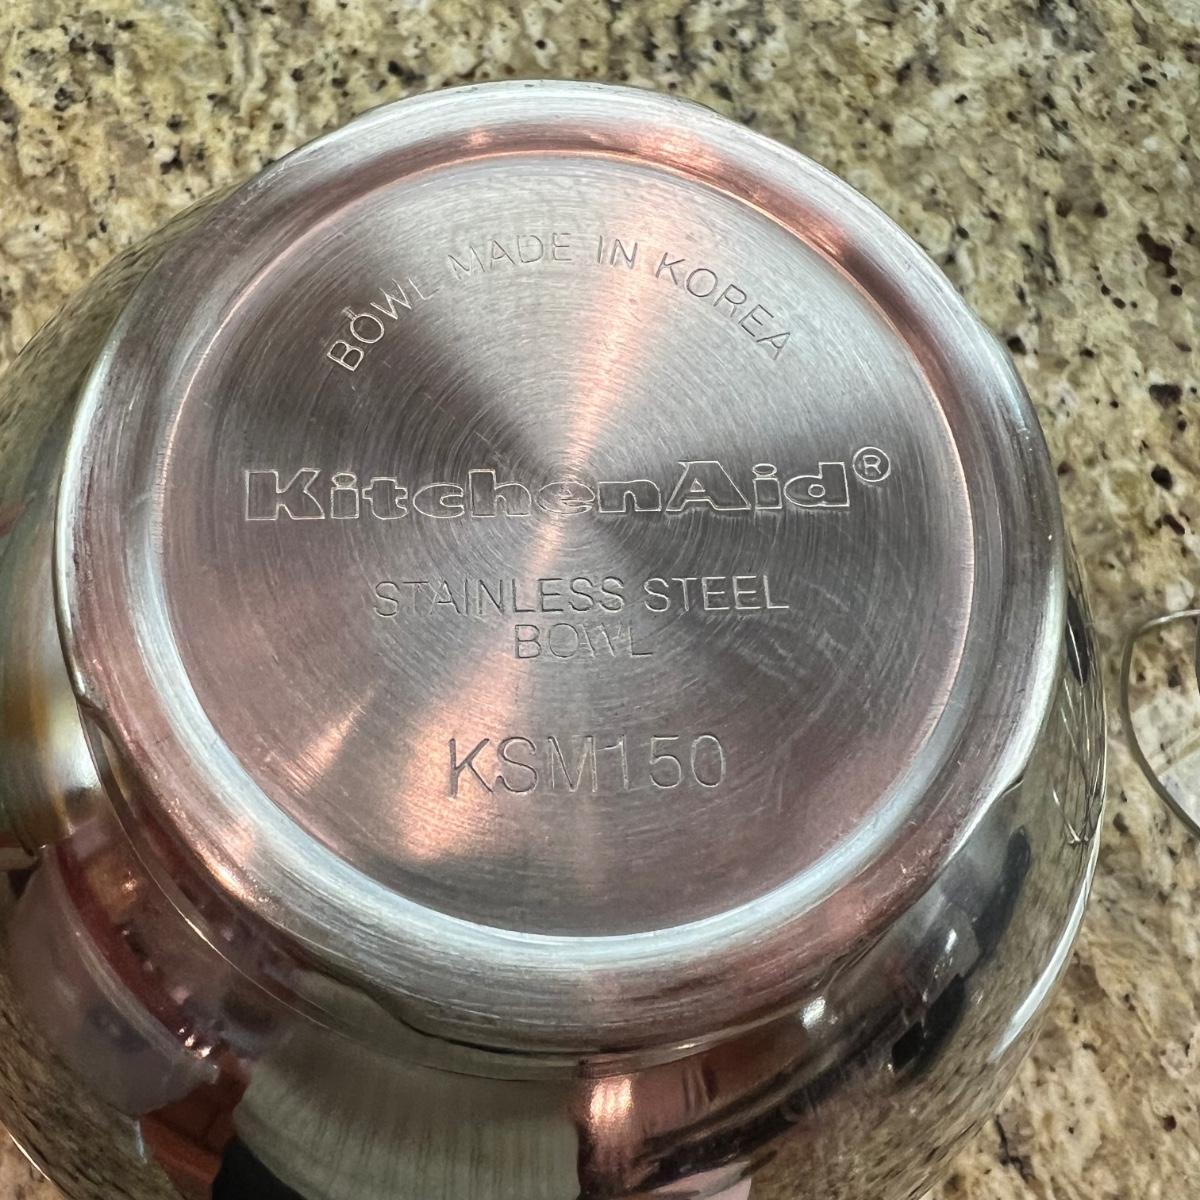 BOWL MADE IN KOREA
KitchenAid®
STAINLESS STEEL
BOWL
KSM150